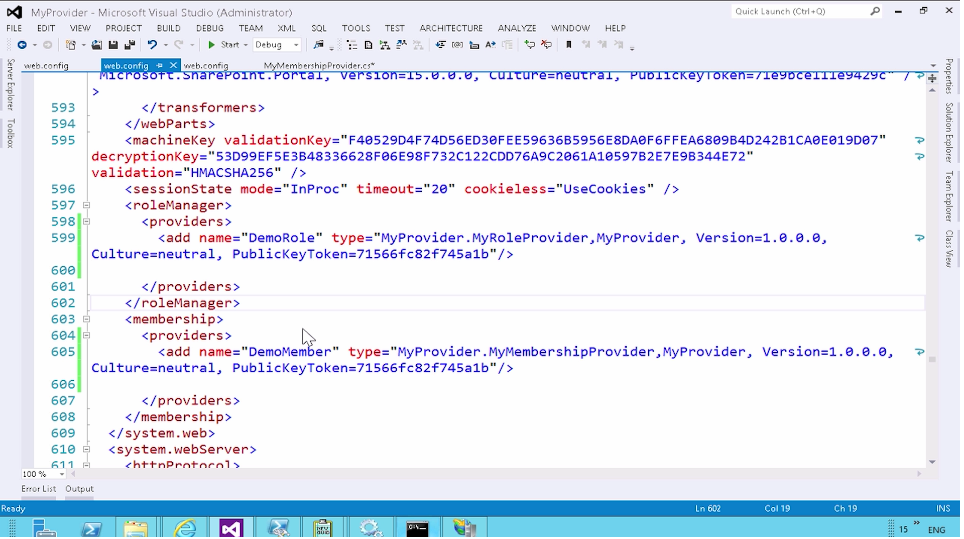 MyProvider - Microsoft Visual Studio (Administrator)
Quick Launch (Ctrl+Q)
FILE EDIT VIEW PROJECT BUILD DEBUG TEAM XML SQL TOOLS TEST ARCHITECTURE ANALYZE WINDOW HELP
Start Debug
web.config web.config web.config MyMembershipProvider.cs*
Server Explorer
Toolbox
Properties
Solution Explorer
Team Explorer
Class View
Microsoft.SharePoint.Portal, Version=15.0.0.0, Culture=neutral, PublicKeyToken=71e9bce111e9429c" /
>
593 </transformers>
594 </webParts>
595 <machineKey validationKey="F40529D4F74D56ED30FEE59636B5956E8DA0F6FFEA6809B4D242B1CA0E019D07"
decryptionKey="53D99EF5E3B48336628F06E98F732C122CDD76A9C2061A10597B2E7E9B344E72"
validation="HMACSHA256" />
596 <sessionState mode="InProc" timeout="20" cookieless="UseCookies" />
597 <roleManager>
598 <providers>
599 <add name="DemoRole" type="MyProvider.MyRoleProvider,MyProvider, Version=1.0.0.0,
Culture=neutral, PublicKeyToken=71566fc82f745a1b"/>
600
601 </providers>
602 </roleManager>
603 <membership>
604 <providers>
605 <add name="DemoMember" type="MyProvider.MyMembershipProvider,MyProvider, Version=1.0.0.0,
Culture=neutral, PublicKeyToken=71566fc82f745a1b"/>
606
607 </providers>
608 </membership>
609 </system.web>
610 <system.webServer>
611 <httpProtocol>
100 %
Error List Output
Ready Ln 602 Col 19 Ch 19 INS
15 ENG